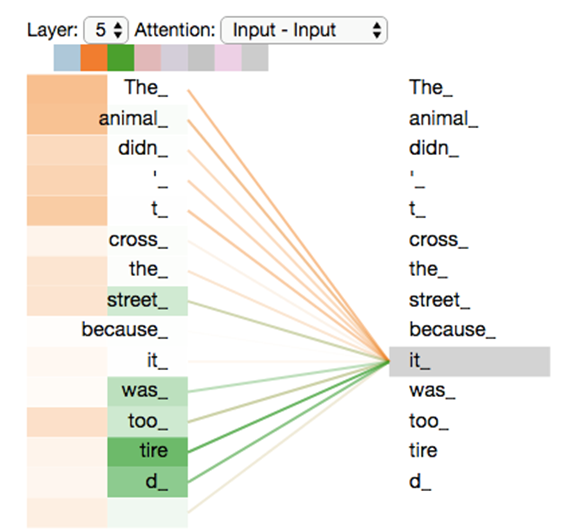 Layer: 5 Attention: Input - Input
The_ The_
animal_ animal_
didn_ didn_
'_ '_
t_ t_
cross_ cross_
the_ the_
street_ street_
because_ because_
it_ it_
was_ was_
too_ too_
tire tire
d_ d_